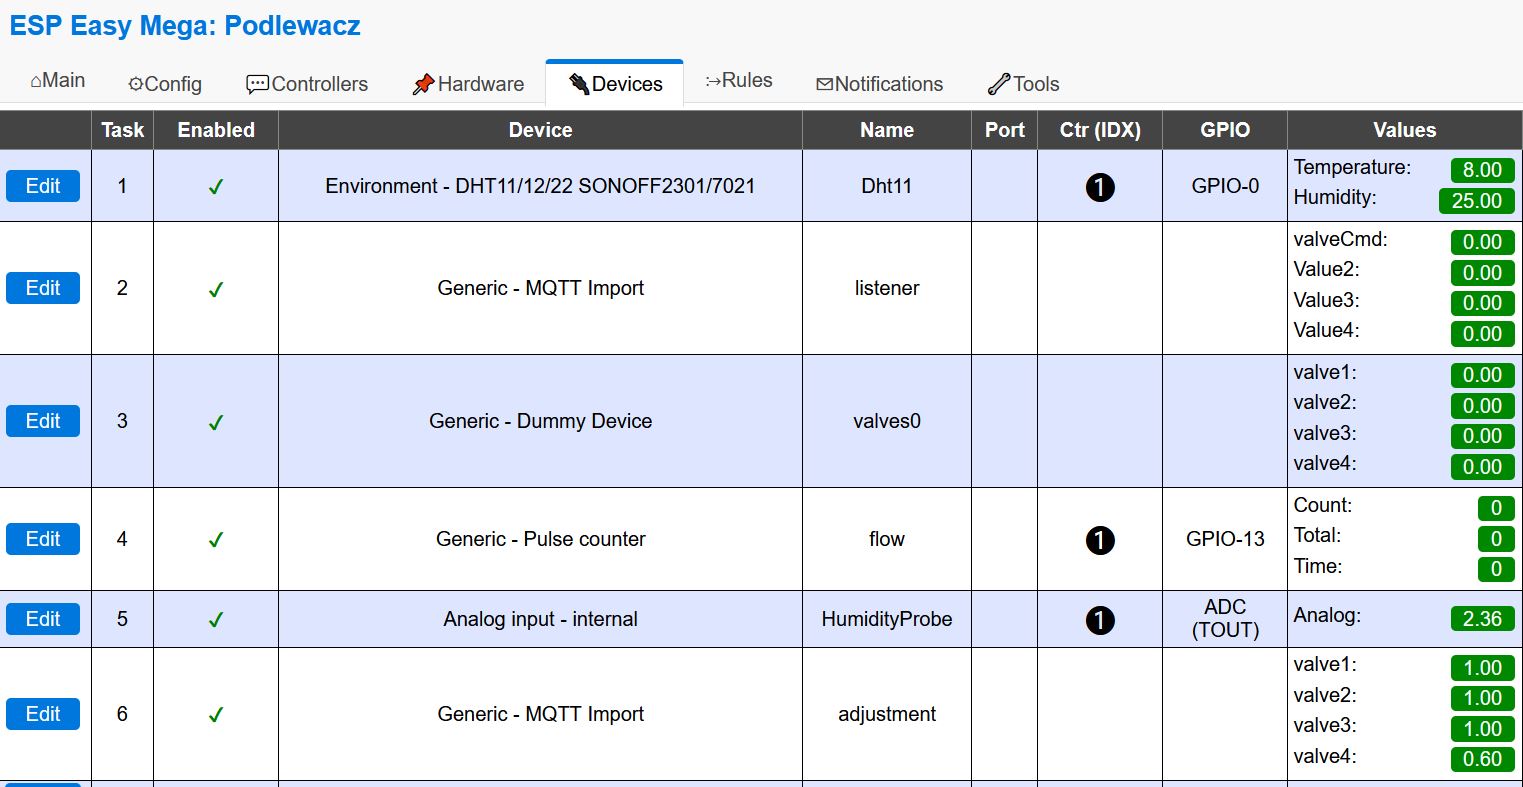 ESP Easy Mega: Podlewacz
⌂Main ⚙Config 💬Controllers 📌Hardware 🔌Devices Rules ✉Notifications 🔧Tools
Task Enabled Device Name Port Ctr (IDX) GPIO Values
Edit 1 ✓ Environment - DHT11/12/22 SONOFF2301/7021 Dht11 ❶ GPIO-0
Temperature: 8.00
Humidity: 25.00
Edit 2 ✓ Generic - MQTT Import listener
valveCmd: 0.00
Value2: 0.00
Value3: 0.00
Value4: 0.00
Edit 3 ✓ Generic - Dummy Device valves0
valve1: 0.00
valve2: 0.00
valve3: 0.00
valve4: 0.00
Edit 4 ✓ Generic - Pulse counter flow ❶ GPIO-13
Count: 0
Total: 0
Time: 0
Edit 5 ✓ Analog input - internal HumidityProbe ❶ ADC
(TOUT)
Analog: 2.36
Edit 6 ✓ Generic - MQTT Import adjustment
valve1: 1.00
valve2: 1.00
valve3: 1.00
valve4: 0.60